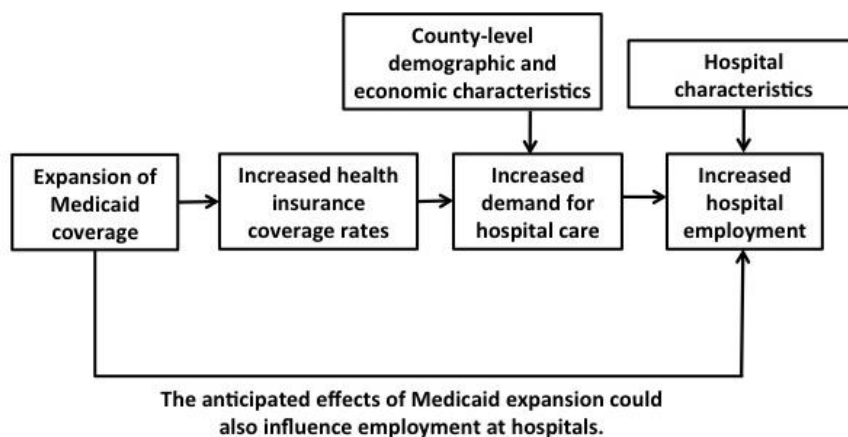 County-level
demographic and
economic characteristics
Hospital
characteristics
Expansion of
Medicaid
coverage
Increased health
insurance
coverage rates
Increased
demand for
hospital care
Increased
hospital
employment
The anticipated effects of Medicaid expansion could
also influence employment at hospitals.